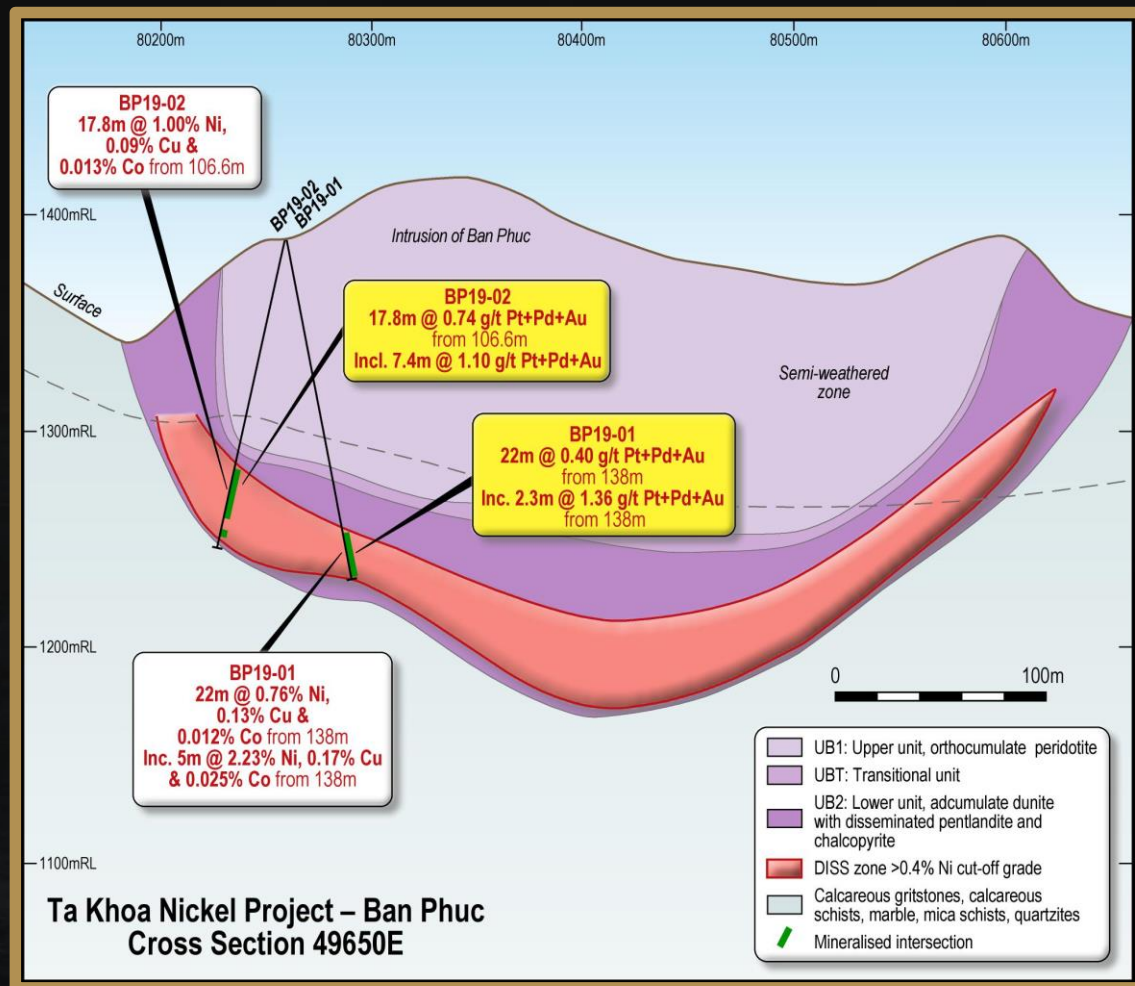 80200m
80300m
80400m
80500m
80600m
BP19-02
17.8m @ 1.00% Ni,
0.09% Cu &
0.013% Co from 106.6m
BP19-02
BP19-01
1400mRL
Intrusion of Ban Phuc
Surface
BP19-02
17.8m @ 0.74 g/t Pt+Pd+Au
from 106.6m
Incl. 7.4m @ 1.10 g/t Pt+Pd+Au
Semi-weathered
zone
1300mRL
BP19-01
22m @ 0.40 g/t Pt+Pd+Au
from 138m
Inc. 2.3m @ 1.36 g/t Pt+Pd+Au
from 138m
1200mRL
BP19-01
22m @ 0.76% Ni,
0.13% Cu &
0.012% Co from 138m
Inc. 5m @ 2.23% Ni, 0.17% Cu
& 0.025% Co from 138m
0
100m
UB1: Upper unit, orthocumulate peridotite
UBT: Transitional unit
UB2: Lower unit, adcumulate dunite
with disseminated pentlandite and
chalcopyrite
DISS zone >0.4% Ni cut-off grade
Calcareous gritstones, calcareous
schists, marble, mica schists, quartzites
Mineralised intersection
1100mRL
Ta Khoa Nickel Project – Ban Phuc
Cross Section 49650E